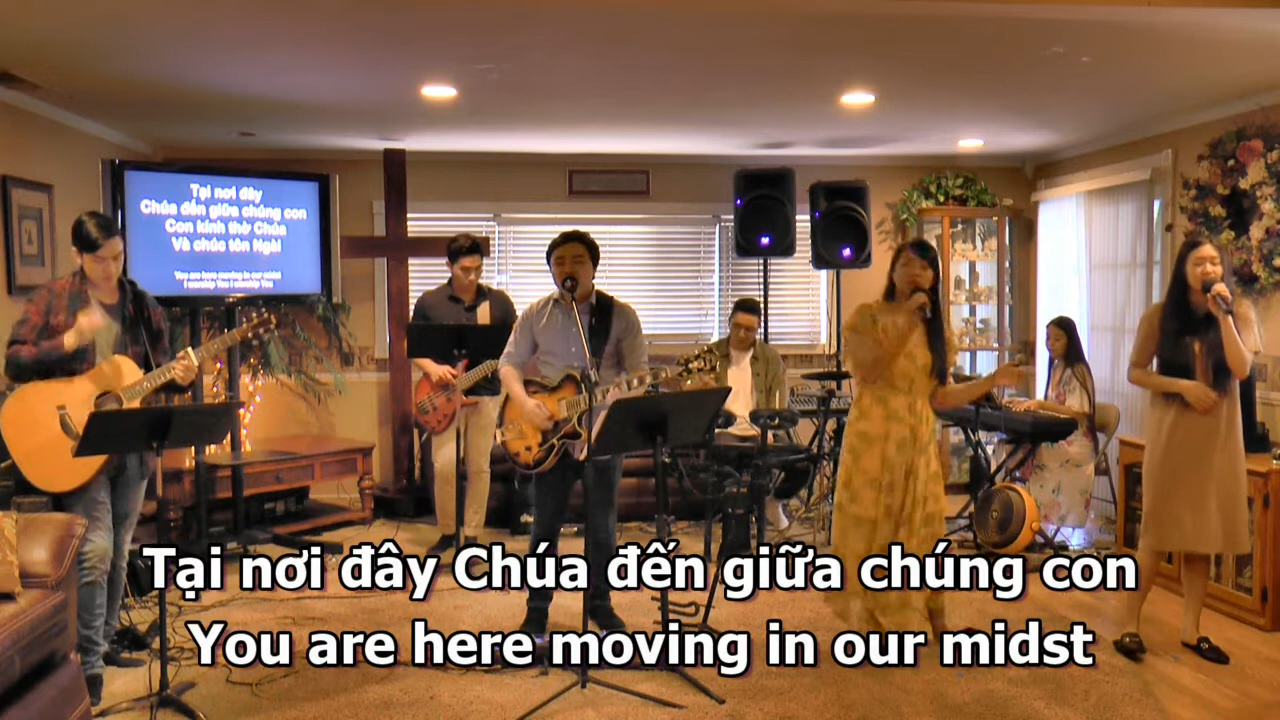 Tại nơi đây
Chúa đến giữa chúng con
Con kính thờ Chúa
Và chúc tôn Ngài
You are here moving in our midst
I worship You I worship You
Tại nơi đây Chúa đến giữa chúng con
You are here moving in our midst